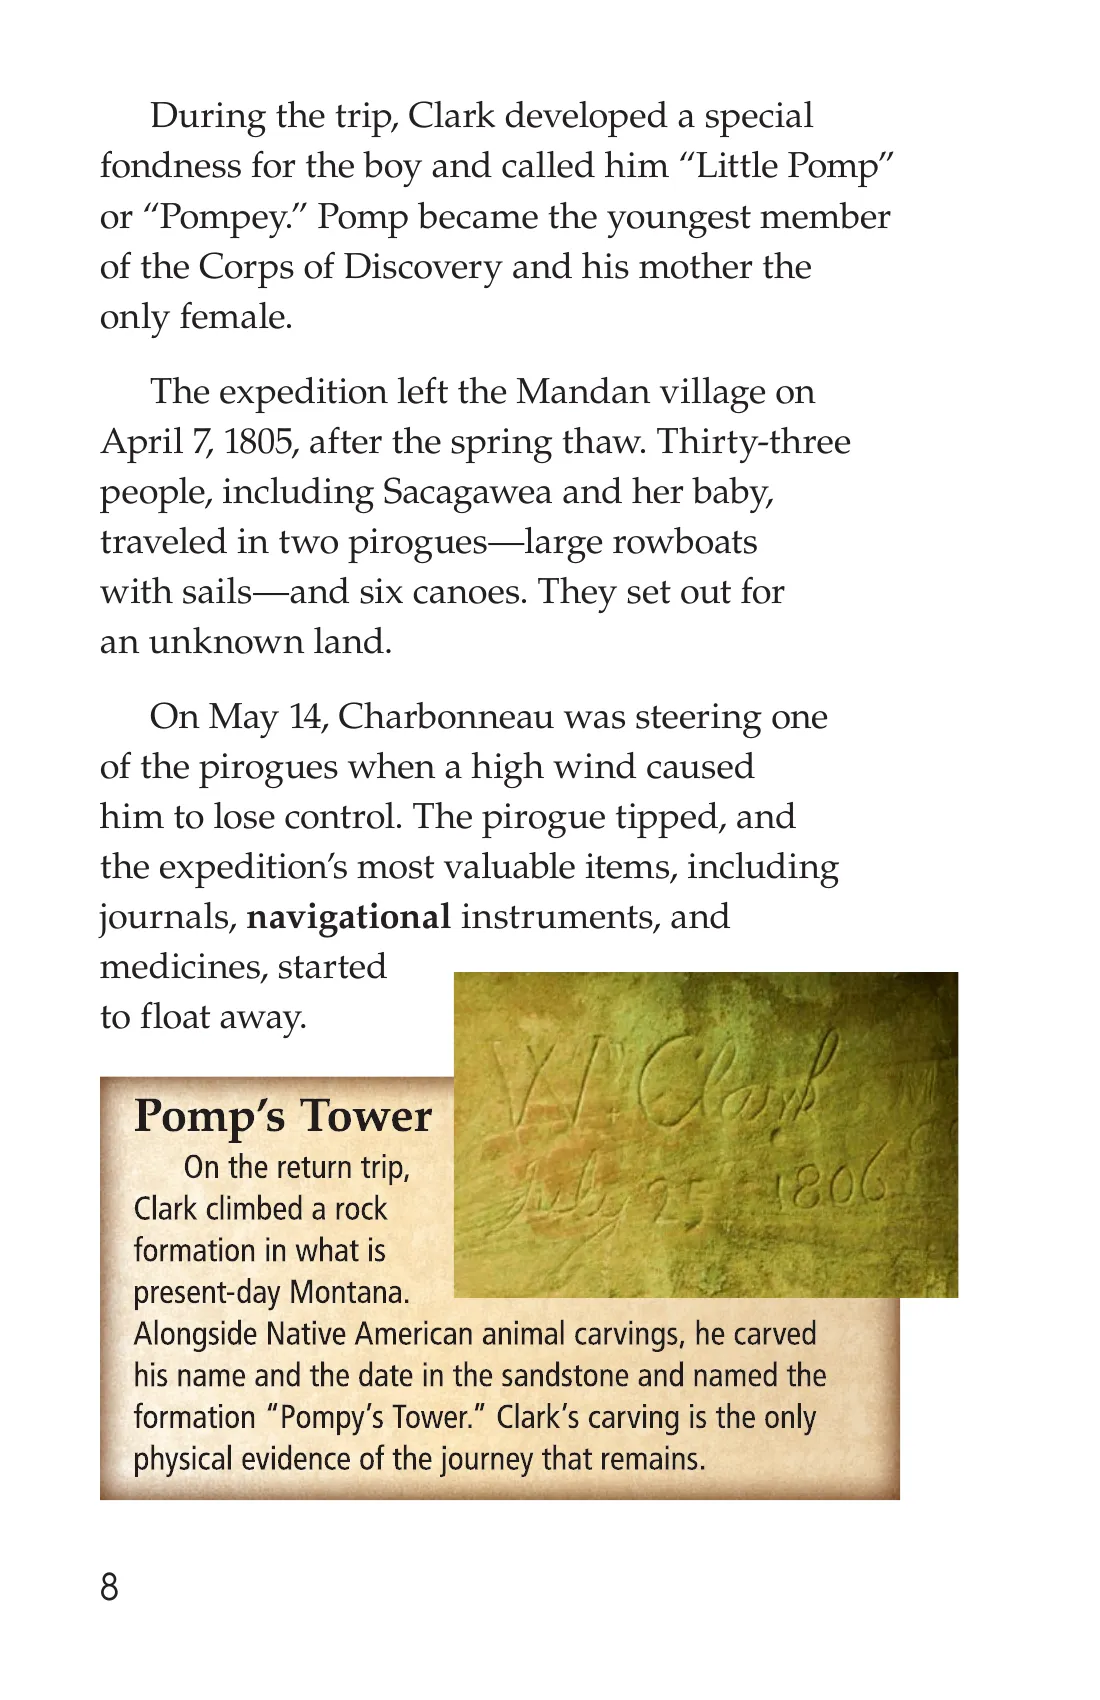 During the trip, Clark developed a special
fondness for the boy and called him “Little Pomp”
or “Pompey.” Pomp became the youngest member
of the Corps of Discovery and his mother the
only female.
The expedition left the Mandan village on
April 7, 1805, after the spring thaw. Thirty-three
people, including Sacagawea and her baby,
traveled in two pirogues—large rowboats
with sails—and six canoes. They set out for
an unknown land.
On May 14, Charbonneau was steering one
of the pirogues when a high wind caused
him to lose control. The pirogue tipped, and
the expedition’s most valuable items, including
journals, navigational instruments, and
medicines, started
to float away.
Wm Clark
July 25 1806
Pomp’s Tower
On the return trip,
Clark climbed a rock
formation in what is
present-day Montana.
Alongside Native American animal carvings, he carved
his name and the date in the sandstone and named the
formation “Pompy’s Tower.” Clark’s carving is the only
physical evidence of the journey that remains.
8